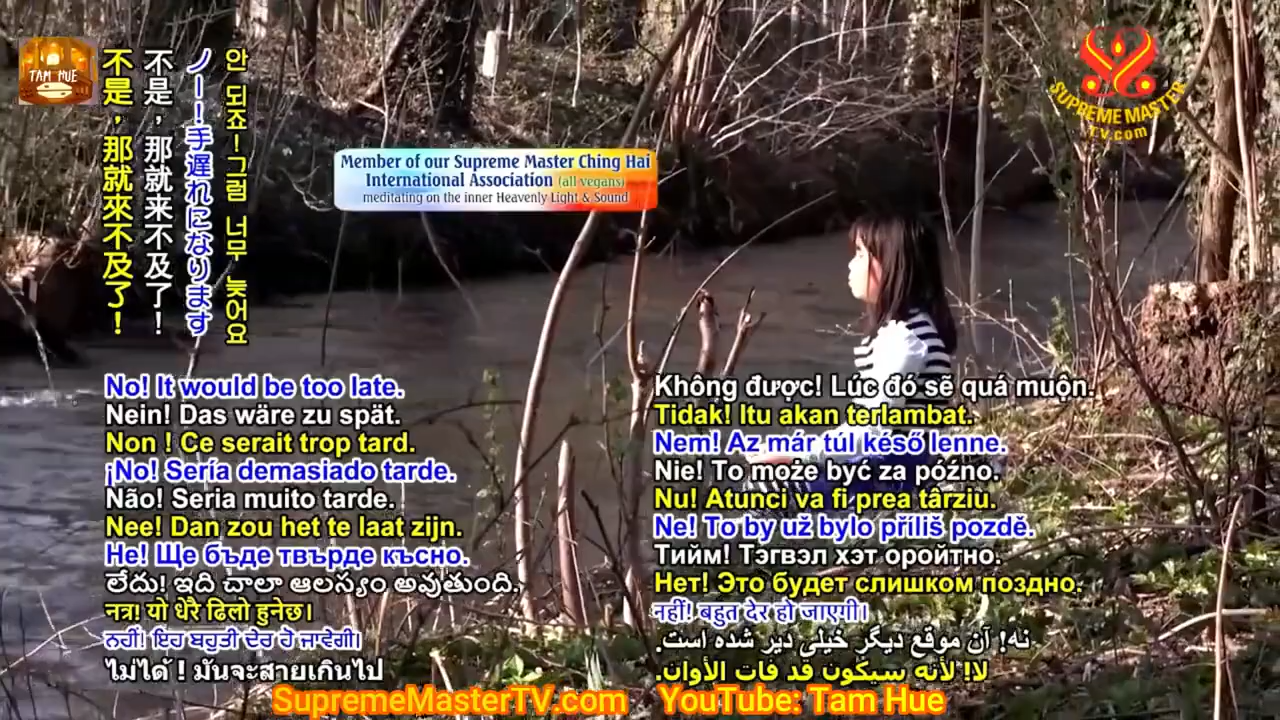 TAM HUE
SUPREME MASTER
TV.com
不是，那就來不及了！
不是，那就来不及了！
ノー！手遅れになります
안 되죠！그럼 너무 늦어요
Member of our Supreme Master Ching Hai
International Association (all vegans)
meditating on the inner Heavenly Light & Sound
No! It would be too late.
Nein! Das wäre zu spät.
Non ! Ce serait trop tard.
¡No! Sería demasiado tarde.
Não! Seria muito tarde.
Nee! Dan zou het te laat zijn.
Не! Ще бъде твърде късно.
లేదు! ఇది చాలా ఆలస్యం అవుతుంది.
नत्र! यो धेरै ढिलो हुनेछ।
ਨਹੀਂ! ਇਹ ਬਹੁਤੀ ਦੇਰ ਹੋ ਜਾਵੇਗੀ।
ไม่ได้ ! มันจะสายเกินไป
Không được! Lúc đó sẽ quá muộn.
Tidak! Itu akan terlambat.
Nem! Az már túl késő lenne.
Nie! To może być za późno.
Nu! Atunci va fi prea târziu.
Ne! To by už bylo příliš pozdě.
Тийм! Тэгвэл хэт оройтно.
Нет! Это будет слишком поздно.
नहीं! बहुत देर हो जाएगी।
نه! آن موقع دیگر خیلی دیر شده است.
لا! لأنه سيكون قد فات الأوان.
SupremeMasterTV.com YouTube: Tam Hue